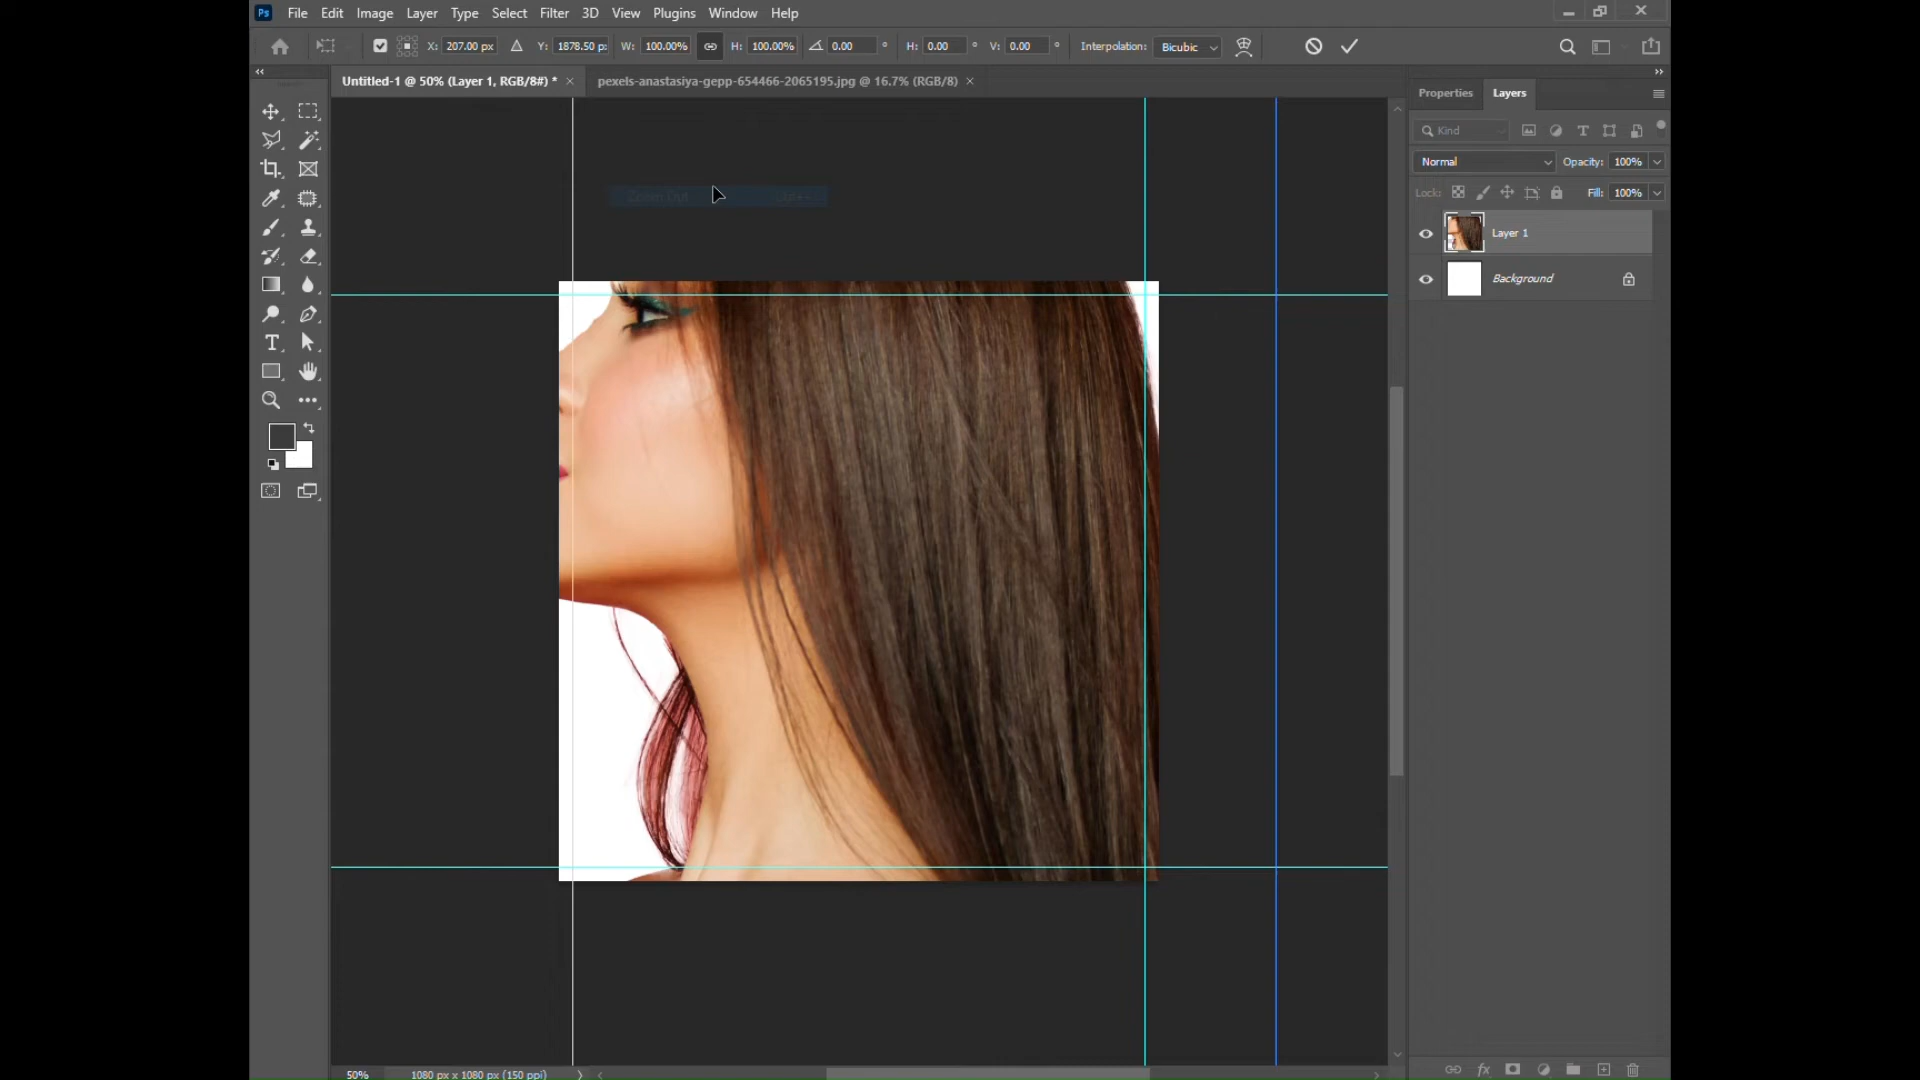 Ps File Edit Image Layer Type Select Filter 3D View Plugins Window Help
X: 207.00 px Y: 1878.50 p: W: 100.00% H: 100.00% 0.00 ° H: 0.00 ° V: 0.00 ° Interpolation: Bicubic
Untitled-1 @ 50% (Layer 1, RGB/8#) * × pexels-anastasiya-gepp-654466-2065195.jpg @ 16.7% (RGB/8) ×
Properties Layers
Kind
Normal Opacity: 100%
Lock: Fill: 100%
Zoom Out Ctrl+-
Layer 1
Background
50% 1080 px x 1080 px (150 ppi)